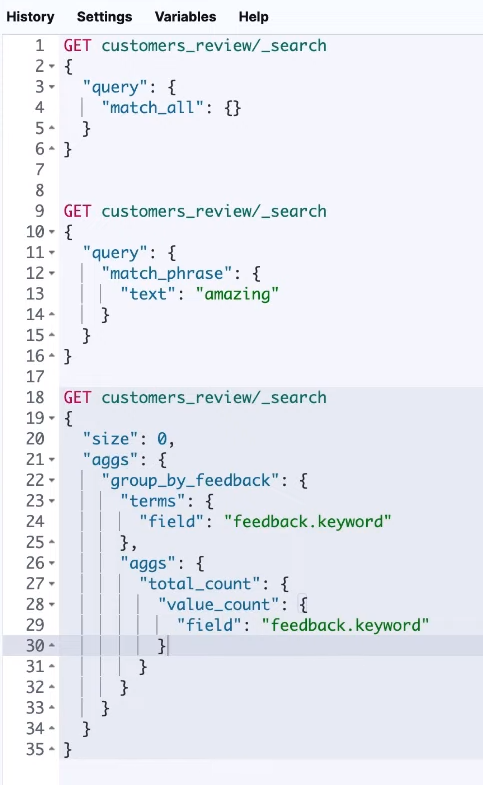 History Settings Variables Help
1 GET customers_review/_search
2 {
3 "query": {
4 "match_all": {}
5 }
6 }
7
8
9 GET customers_review/_search
10 {
11 "query": {
12 "match_phrase": {
13 "text": "amazing"
14 }
15 }
16 }
17
18 GET customers_review/_search
19 {
20 "size": 0,
21 "aggs": {
22 "group_by_feedback": {
23 "terms": {
24 "field": "feedback.keyword"
25 },
26 "aggs": {
27 "total_count": {
28 "value_count": {
29 "field": "feedback.keyword"
30 }
31 }
32 }
33 }
34 }
35 }